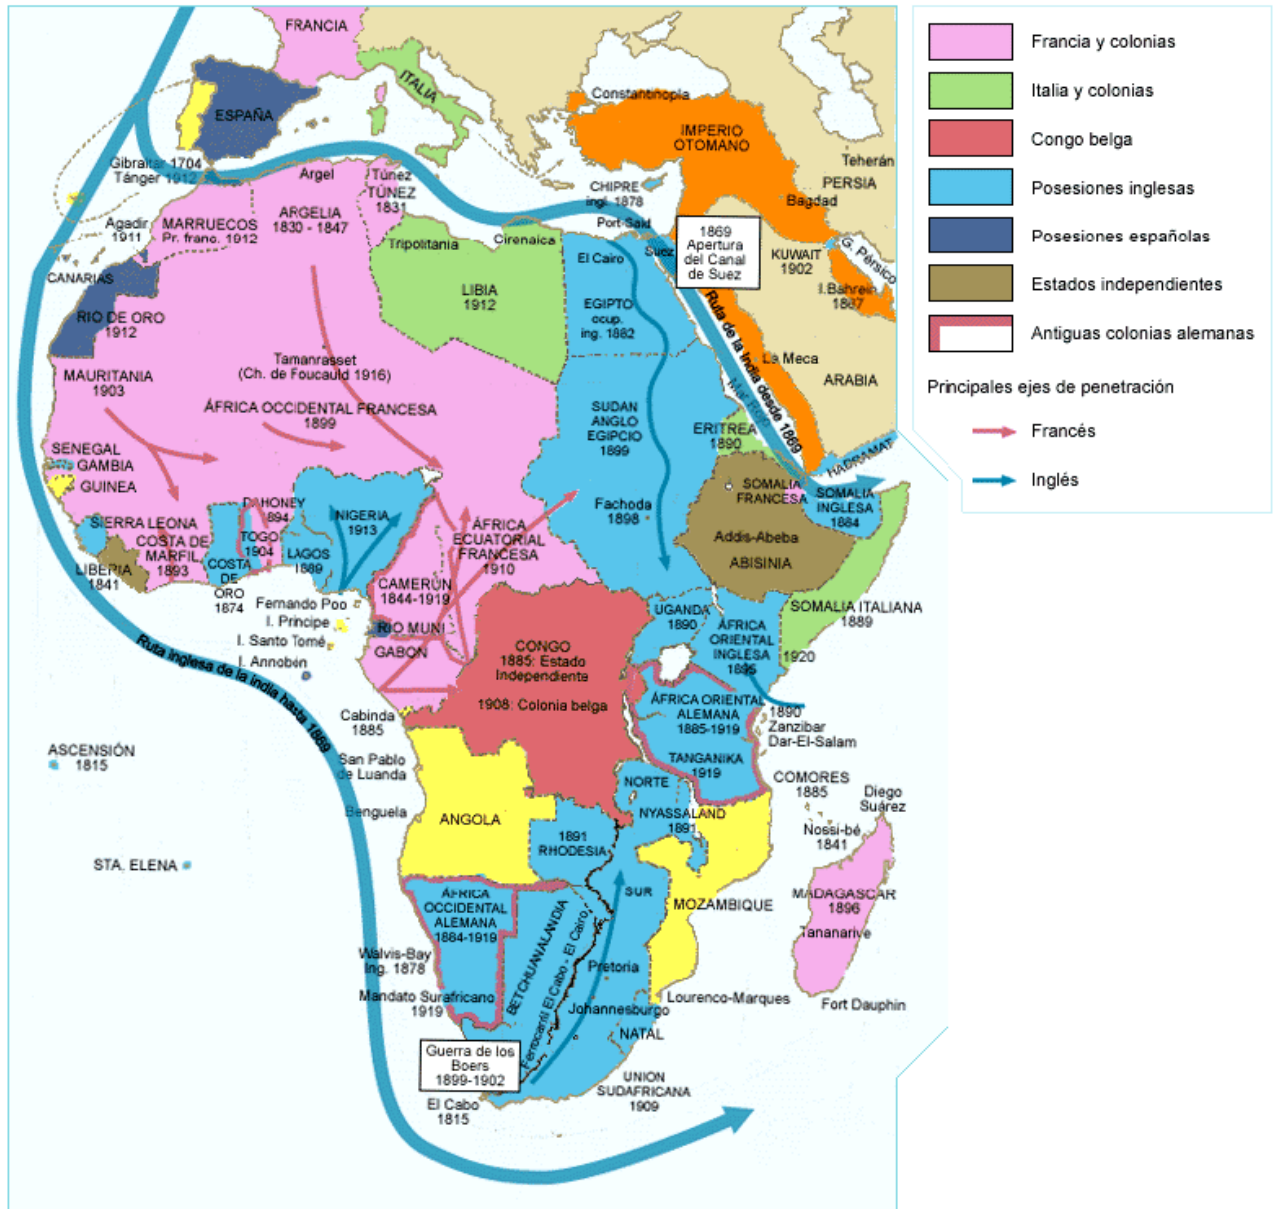 FRANCIA
ITALIA
ESPAÑA
Constantinopla
IMPERIO
OTOMANO
Teherán
PERSIA
Bagdad
Gibraltar 1704
Tánger 1912
CHIPRE
ingl. 1878
Port-Said
Suez
1869
Apertura
del Canal
de Suez
KUWAIT
1902
G. Pérsico
I.Bahrein
1867
Argel
Túnez
TÚNEZ
1831
ARGELIA
1830 - 1847
MARRUECOS
Pr. franc. 1912
Agadir
1911
CANARIAS
RIO DE ORO
1912
Tripolitania
Cirenaica
LIBIA
1912
El Cairo
EGIPTO
ocup.
ing. 1882
Ruta de la India desde 1869
Mar Rojo
La Meca
ARABIA
HADRAMAT
MAURITANIA
1903
Tamanrasset
(Ch. de Foucauld 1916)
ÁFRICA OCCIDENTAL FRANCESA
1899
SUDAN
ANGLO
EGIPCIO
1899
Fachoda
1898
ERITREA
1890
SOMALIA
FRANCESA
SOMALIA
INGLESA
1884
Addis-Abeba
ABISINIA
SOMALIA ITALIANA
1889
1920
SENEGAL
GAMBIA
GUINEA
SIERRA LEONA
LIBERIA
1841
COSTA DE
MARFIL
1893
COSTA
DE
ORO
1874
DAHONEY
1894
TOGO
1904
LAGOS
1889
NIGERIA
1913
ÁFRICA
ECUATORIAL
FRANCESA
1910
CAMERÚN
1844-1919
Fernando Poo
I. Príncipe
I. Santo Tomé
I. Annobón
RIO MUNI
GABON
Cabinda
1885
CONGO
1885: Estado
Independiente
1908: Colonia belga
UGANDA
1890
ÁFRICA
ORIENTAL
INGLESA
1895
ÁFRICA ORIENTAL
ALEMANA
1885-1919
TANGANIKA
1919
1890
Zanzibar
Dar-El-Salam
COMORES
1885
Diego
Suárez
Nossi-bé
1841
MADAGASCAR
1896
Tananarive
Fort Dauphin
Ruta inglesa de la india hasta 1869
ASCENSIÓN
1815
STA. ELENA
San Pablo
de Luanda
Benguela
ANGOLA
NORTE
NYASSALAND
1891
1891
RHODESIA
SUR
MOZAMBIQUE
ÁFRICA
OCCIDENTAL
ALEMANA
1884-1919
BETCHUANALANDIA
Ferrocarril El Cabo - El Cairo
Walvis-Bay
Ing. 1878
Mandato Surafricano
1919
Pretoria
Johannesburgo
Lourenco-Marques
NATAL
UNION
SUDAFRICANA
1909
Guerra de los
Boers
1899-1902
El Cabo
1815
Francia y colonias
Italia y colonias
Congo belga
Posesiones inglesas
Posesiones españolas
Estados independientes
Antiguas colonias alemanas
Principales ejes de penetración
Francés
Inglés